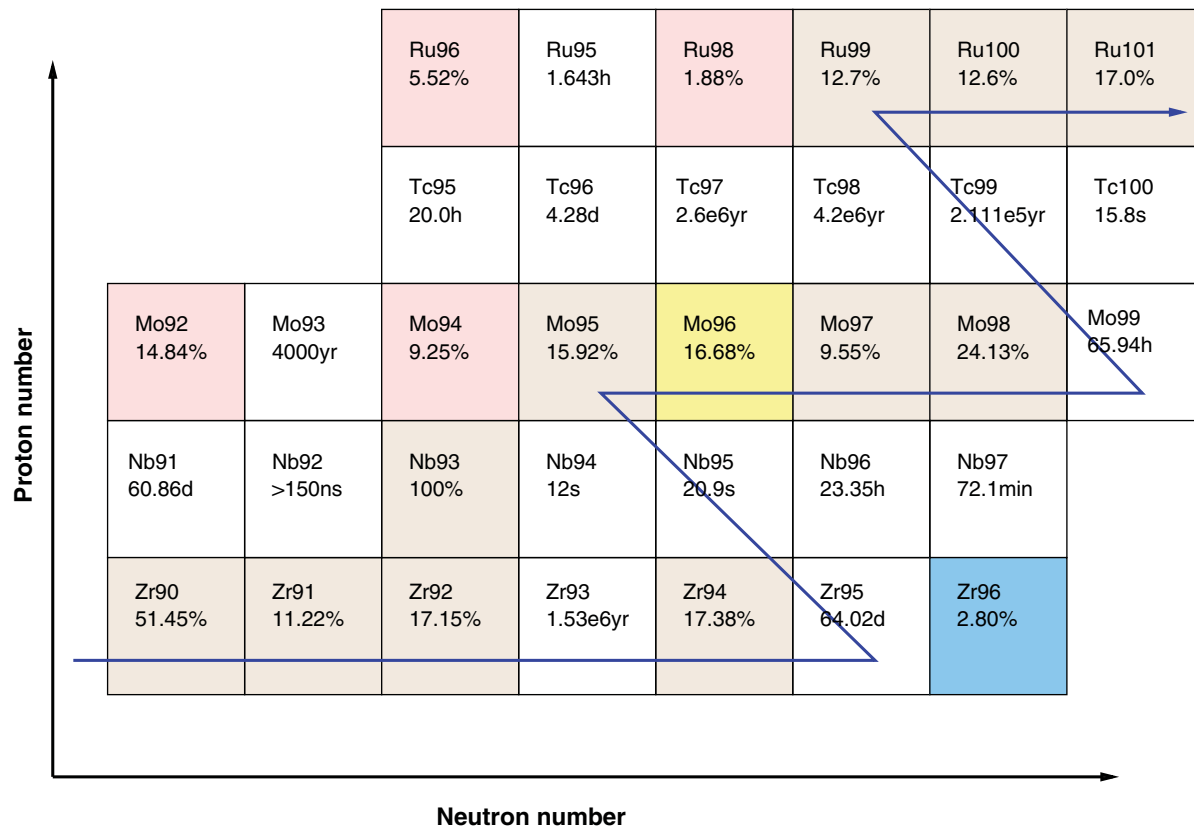 Ru96
5.52%
Ru95
1.643h
Ru98
1.88%
Ru99
12.7%
Ru100
12.6%
Ru101
17.0%
Tc95
20.0h
Tc96
4.28d
Tc97
2.6e6yr
Tc98
4.2e6yr
Tc99
2.111e5yr
Tc100
15.8s
Mo92
14.84%
Mo93
4000yr
Mo94
9.25%
Mo95
15.92%
Mo96
16.68%
Mo97
9.55%
Mo98
24.13%
Mo99
65.94h
Nb91
60.86d
Nb92
>150ns
Nb93
100%
Nb94
12s
Nb95
20.9s
Nb96
23.35h
Nb97
72.1min
Zr90
51.45%
Zr91
11.22%
Zr92
17.15%
Zr93
1.53e6yr
Zr94
17.38%
Zr95
64.02d
Zr96
2.80%
Proton number
Neutron number